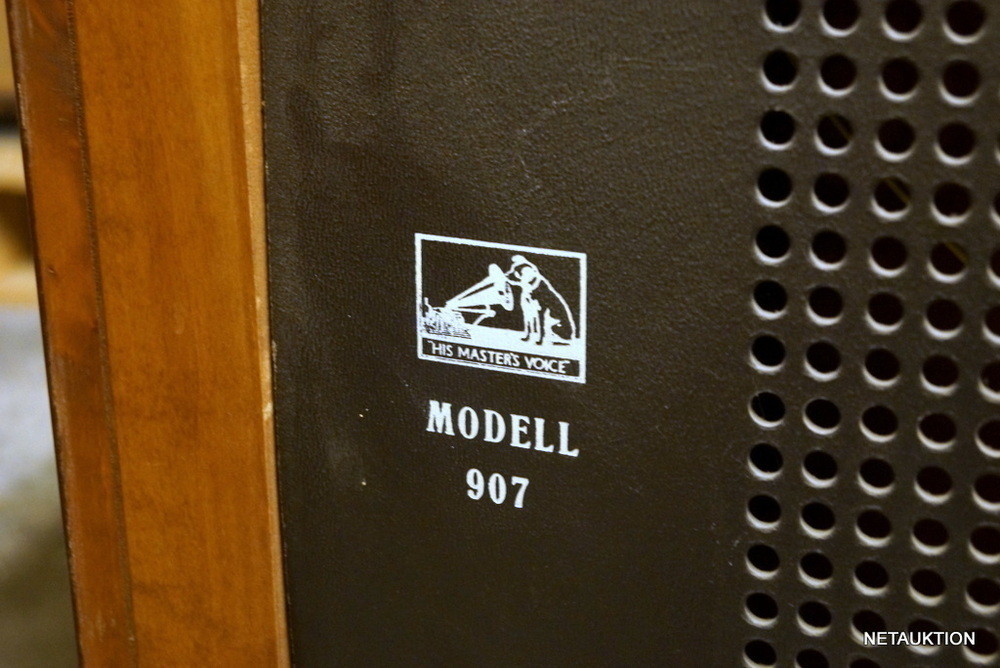 "HIS MASTER'S VOICE"
MODELL
907
NETAUKTION